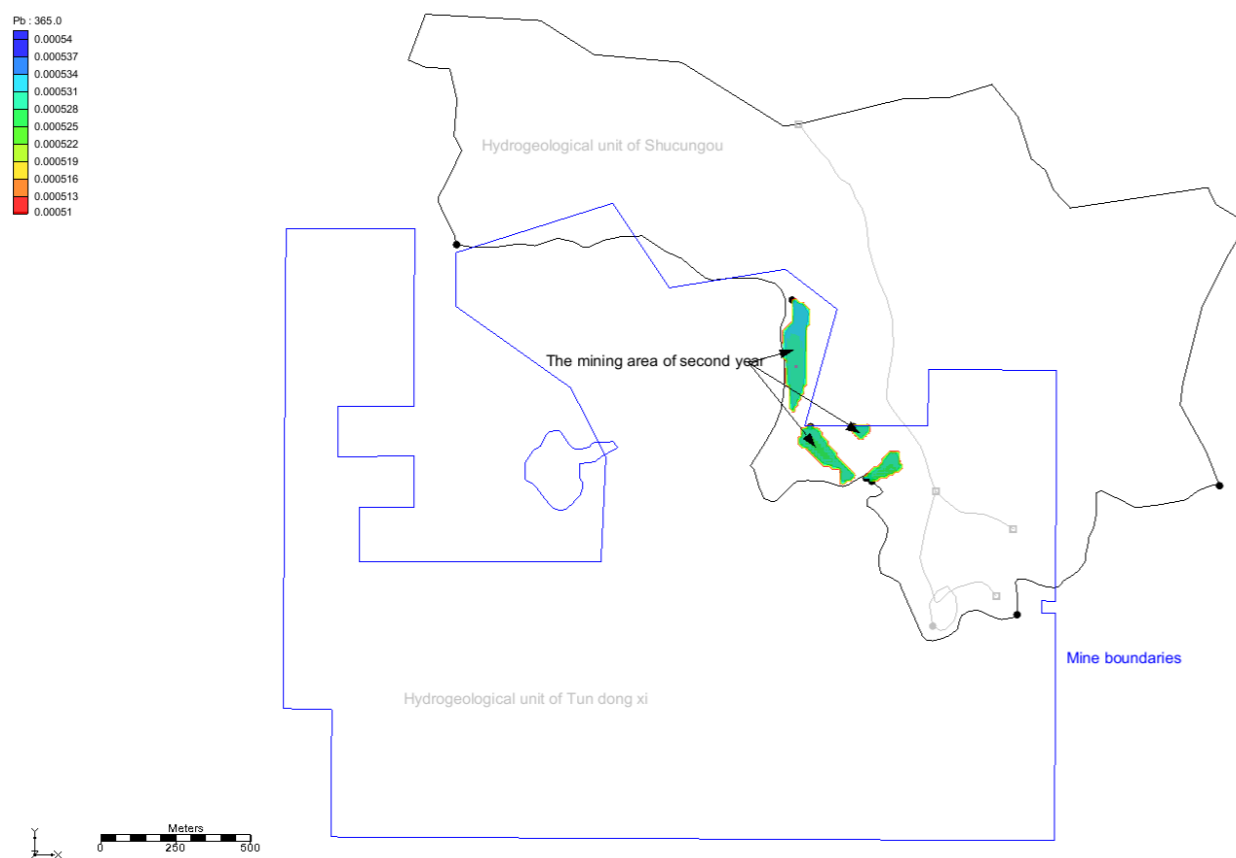 Pb : 365.0
0.00054
0.000537
0.000534
0.000531
0.000528
0.000525
0.000522
0.000519
0.000516
0.000513
0.00051
Hydrogeological unit of Shucungou
The mining area of second year
Mine boundaries
Hydrogeological unit of Tun dong xi
Y
Z X
Meters
0 250 500